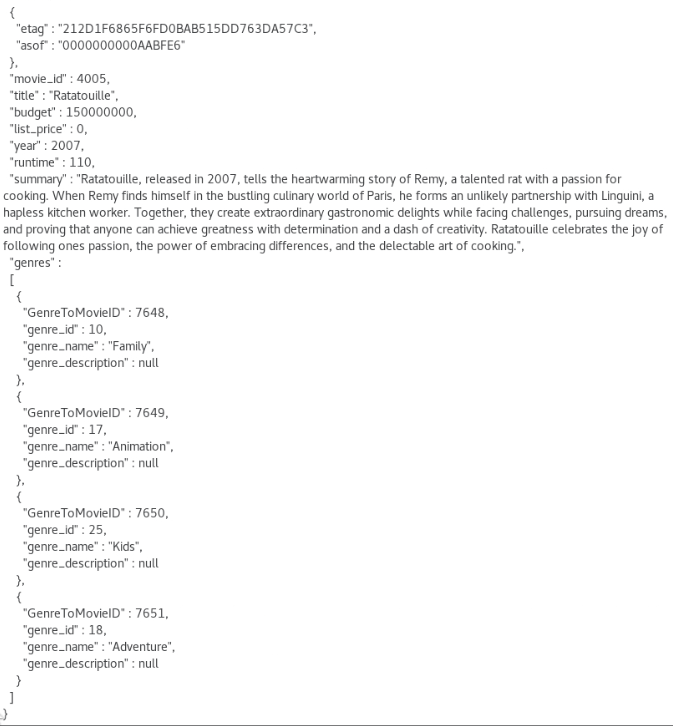 {
"etag" : "212D1F6865F6FD0BAB515DD763DA57C3",
"asof" : "0000000000AABFE6"
},
"movie_id" : 4005,
"title" : "Ratatouille",
"budget" : 150000000,
"list_price" : 0,
"year" : 2007,
"runtime" : 110,
"summary" : "Ratatouille, released in 2007, tells the heartwarming story of Remy, a talented rat with a passion for
cooking. When Remy finds himself in the bustling culinary world of Paris, he forms an unlikely partnership with Linguini, a
hapless kitchen worker. Together, they create extraordinary gastronomic delights while facing challenges, pursuing dreams,
and proving that anyone can achieve greatness with determination and a dash of creativity. Ratatouille celebrates the joy of
following ones passion, the power of embracing differences, and the delectable art of cooking.",
"genres" :
[
{
"GenreToMovieID" : 7648,
"genre_id" : 10,
"genre_name" : "Family",
"genre_description" : null
},
{
"GenreToMovieID" : 7649,
"genre_id" : 17,
"genre_name" : "Animation",
"genre_description" : null
},
{
"GenreToMovieID" : 7650,
"genre_id" : 25,
"genre_name" : "Kids",
"genre_description" : null
},
{
"GenreToMovieID" : 7651,
"genre_id" : 18,
"genre_name" : "Adventure",
"genre_description" : null
}
]
}